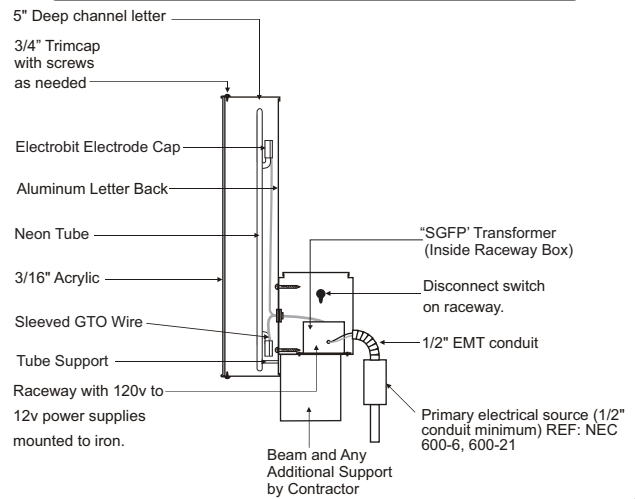 5" Deep channel letter
3/4” Trimcap
with screws
as needed
Electrobit Electrode Cap
Aluminum Letter Back
Neon Tube
3/16" Acrylic
Sleeved GTO Wire
Tube Support
Raceway with 120v to
12v power supplies
mounted to iron.
“SGFP’ Transformer
(Inside Raceway Box)
Disconnect switch
on raceway.
1/2" EMT conduit
Primary electrical source (1/2"
conduit minimum) REF: NEC
600-6, 600-21
Beam and Any
Additional Support
by Contractor